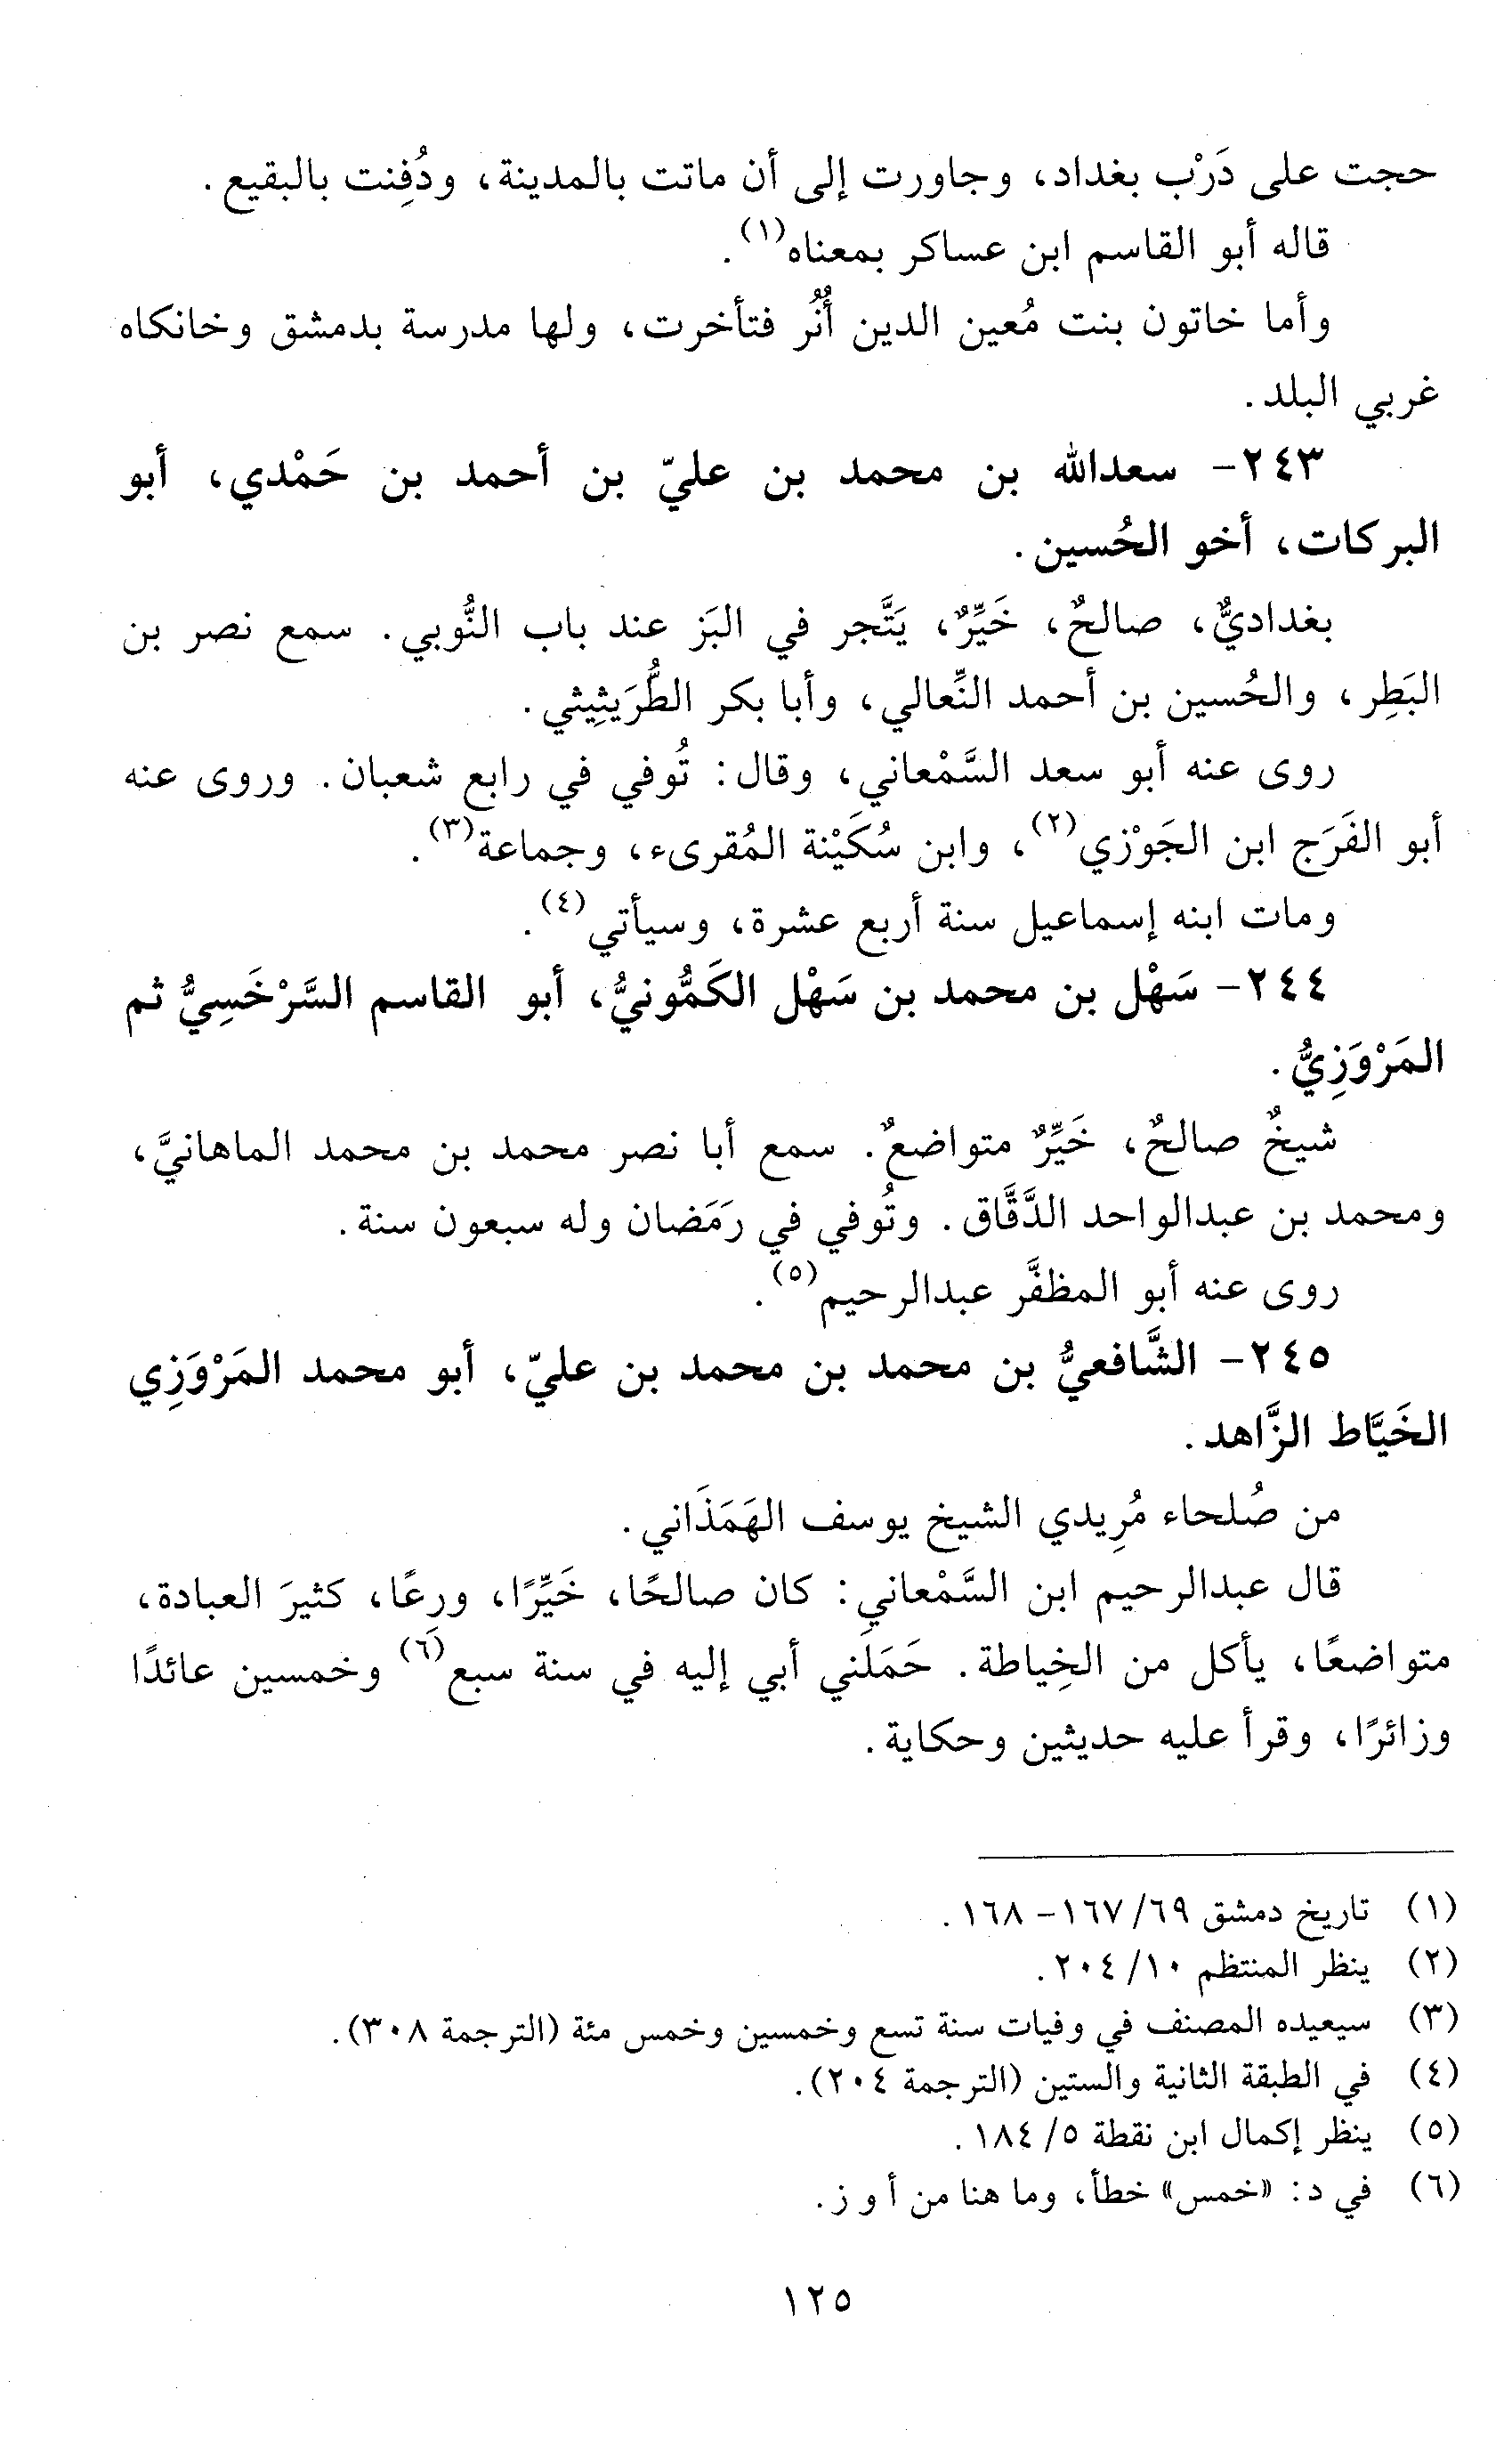 حجت على دَرْب بغداد، وجاورت إلى أن ماتت بالمدينة، ودُفِنت بالبقيع.
قاله أبو القاسم ابن عساكر بمعناه(١).
وأما خاتون بنت مُعين الدين أُنُر فتأخرت، ولها مدرسة بدمشق وخانكاه
غربي البلد.
٢٤٣- سعدالله بن محمد بن عليّ بن أحمد بن حَمْدي، أبو
البركات، أخو الحُسين.
بغداديٌّ، صالحٌ، خَيِّرٌ، يَتَّجر في البَز عند باب النُّوبي. سمع نصر بن
البَطِر، والحُسين بن أحمد النِّعالي، وأبا بكر الطُّرَيثِيثي.
روى عنه أبو سعد السَّمْعاني، وقال: تُوفي في رابع شعبان. وروى عنه
أبو الفَرَج ابن الجَوْزي(٢)، وابن سُكَيْنة المُقرىء، وجماعة(٣).
ومات ابنه إسماعيل سنة أربع عشرة، وسيأتي(٤).
٢٤٤- سَهْل بن محمد بن سَهْل الكَمُّونيُّ، أبو القاسم السَّرْخَسِيُّ ثم
المَرْوَزِيُّ.
شيخٌ صالحٌ، خَيِّرٌ متواضعٌ. سمع أبا نصر محمد بن محمد الماهانيَّ،
ومحمد بن عبدالواحد الدَّقَّاق. وتُوفي في رَمَضان وله سبعون سنة.
روى عنه أبو المظفَّر عبدالرحيم(٥).
٢٤٥- الشَّافعيُّ بن محمد بن محمد بن عليّ، أبو محمد المَرْوَزِي
الخَيَّاط الزَّاهد.
من صُلحاء مُرِيدي الشيخ يوسف الهَمَذَاني.
قال عبدالرحيم ابن السَّمْعاني: كان صالحًا، خَيِّرًا، ورِعًا، كثيرَ العبادة،
متواضعًا، يأكل من الخِياطة. حَمَلَني أبي إليه في سنة سبع(٦) وخمسين عائدًا
وزائرًا، وقرأ عليه حديثين وحكاية.
(١) تاريخ دمشق ٦٩/ ١٦٧- ١٦٨.
(٢) ينظر المنتظم ١٠/ ٢٠٤.
(٣) سيعيده المصنف في وفيات سنة تسع وخمسين وخمس مئة (الترجمة ٣٠٨).
(٤) في الطبقة الثانية والستين (الترجمة ٢٠٤).
(٥) ينظر إكمال ابن نقطة ٥/ ١٨٤.
(٦) في د: «خمس» خطأ، وما هنا من أ و ز.
١٢٥